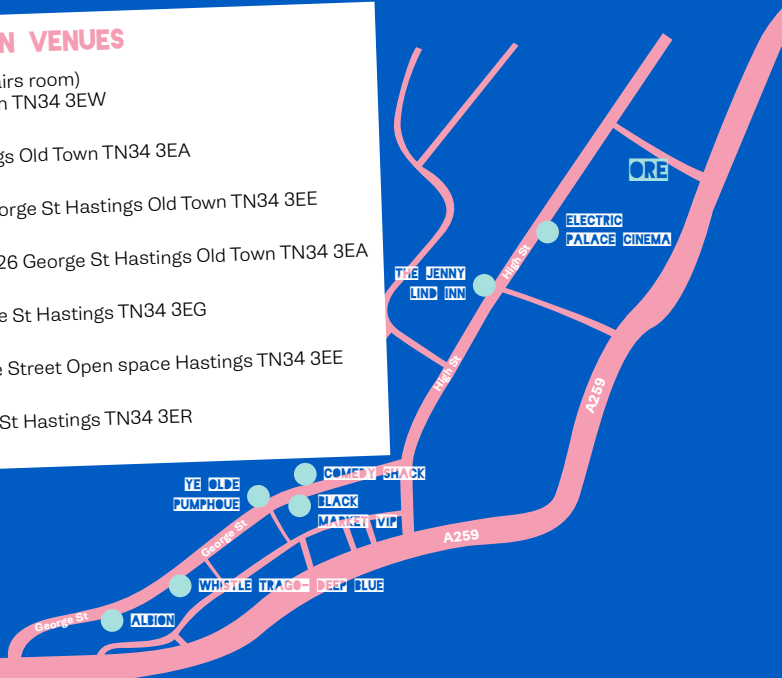 N VENUES
airs room)
n TN34 3EW
gs Old Town TN34 3EA
orge St Hastings Old Town TN34 3EE
26 George St Hastings Old Town TN34 3EA
e St Hastings TN34 3EG
e Street Open space Hastings TN34 3EE
St Hastings TN34 3ER
ORE
ELECTRIC
PALACE CINEMA
High St
THE JENNY
LIND INN
High St
A259
COMEDY SHACK
YE OLDE
PUMPHOUE
BLACK
MARKET VIP
George St
A259
WHISTLE TRAGO- DEEP BLUE
George St
ALBION